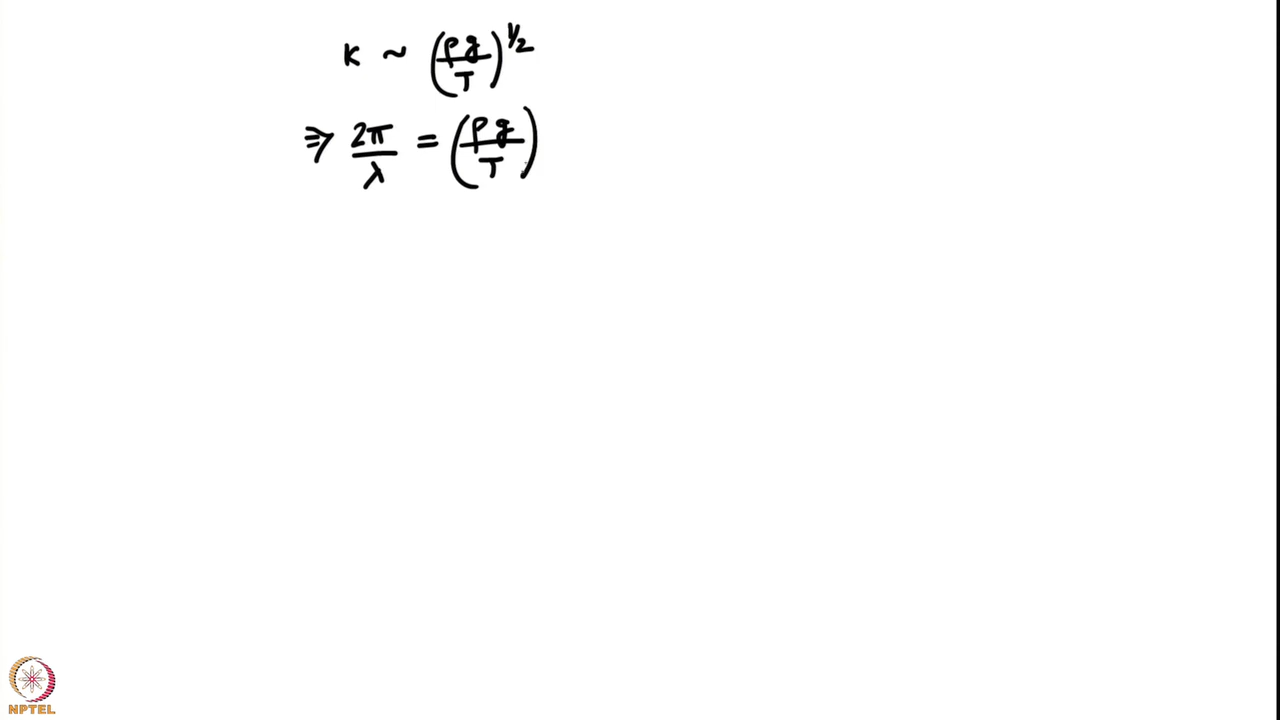 κ ~ (ρg/T)^1/2
⇒ 2π/λ = (ρg/T)
NPTEL